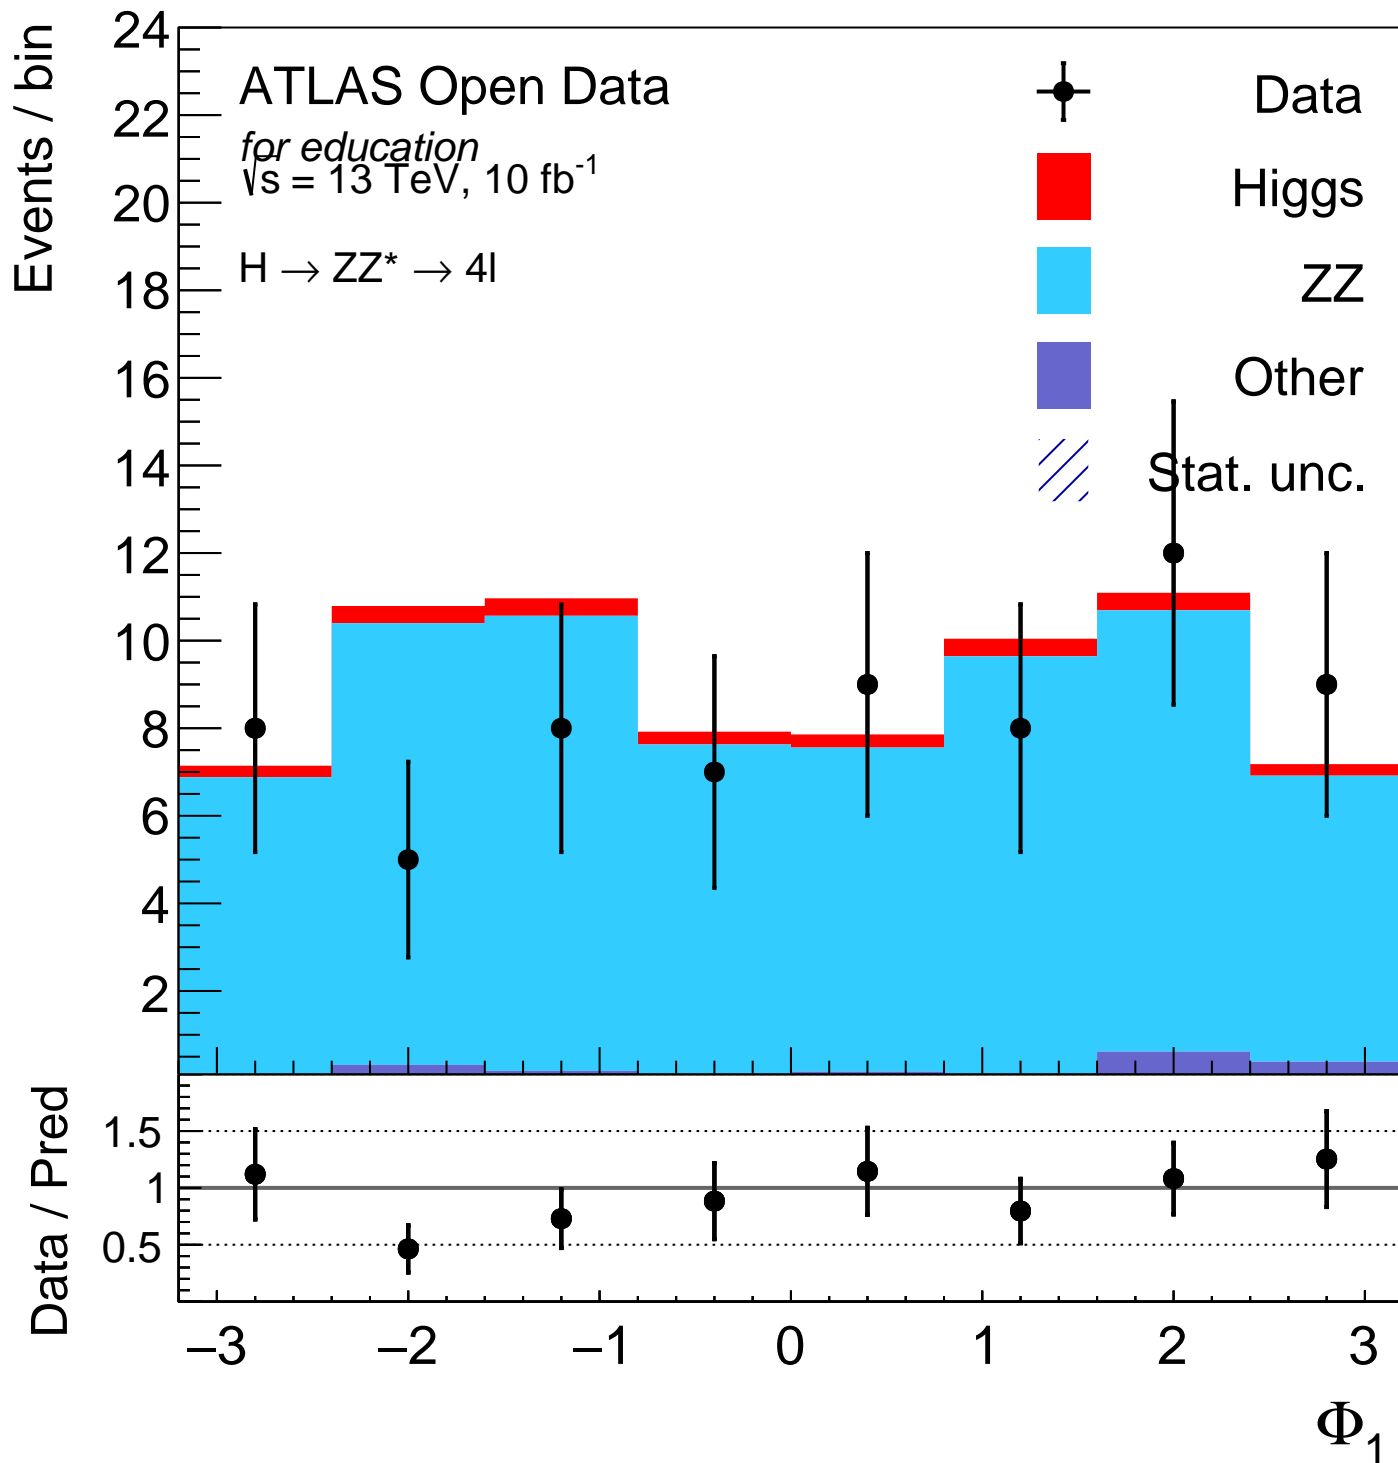 Events / bin
24
22
20
18
16
14
12
10
8
6
4
2
ATLAS Open Data
for education
√s = 13 TeV, 10 fb⁻¹
H → ZZ* → 4l
Data
Higgs
ZZ
Other
Stat. unc.
Data / Pred
1.5
1
0.5
−3 −2 −1 0 1 2 3
Φ₁